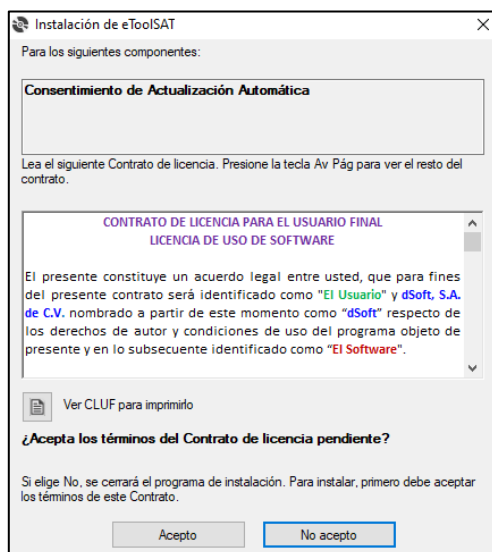 Instalación de eToolSAT
Para los siguientes componentes:
Consentimiento de Actualización Automática
Lea el siguiente Contrato de licencia. Presione la tecla Av Pág para ver el resto del
contrato.
CONTRATO DE LICENCIA PARA EL USUARIO FINAL
LICENCIA DE USO DE SOFTWARE
El presente constituye un acuerdo legal entre usted, que para fines
del presente contrato será identificado como "El Usuario" y dSoft, S.A.
de C.V. nombrado a partir de este momento como “dSoft” respecto de
los derechos de autor y condiciones de uso del programa objeto de
presente y en lo subsecuente identificado como “El Software".
Ver CLUF para imprimirlo
¿Acepta los términos del Contrato de licencia pendiente?
Si elige No, se cerrará el programa de instalación. Para instalar, primero debe aceptar
los términos de este Contrato.
Acepto
No acepto